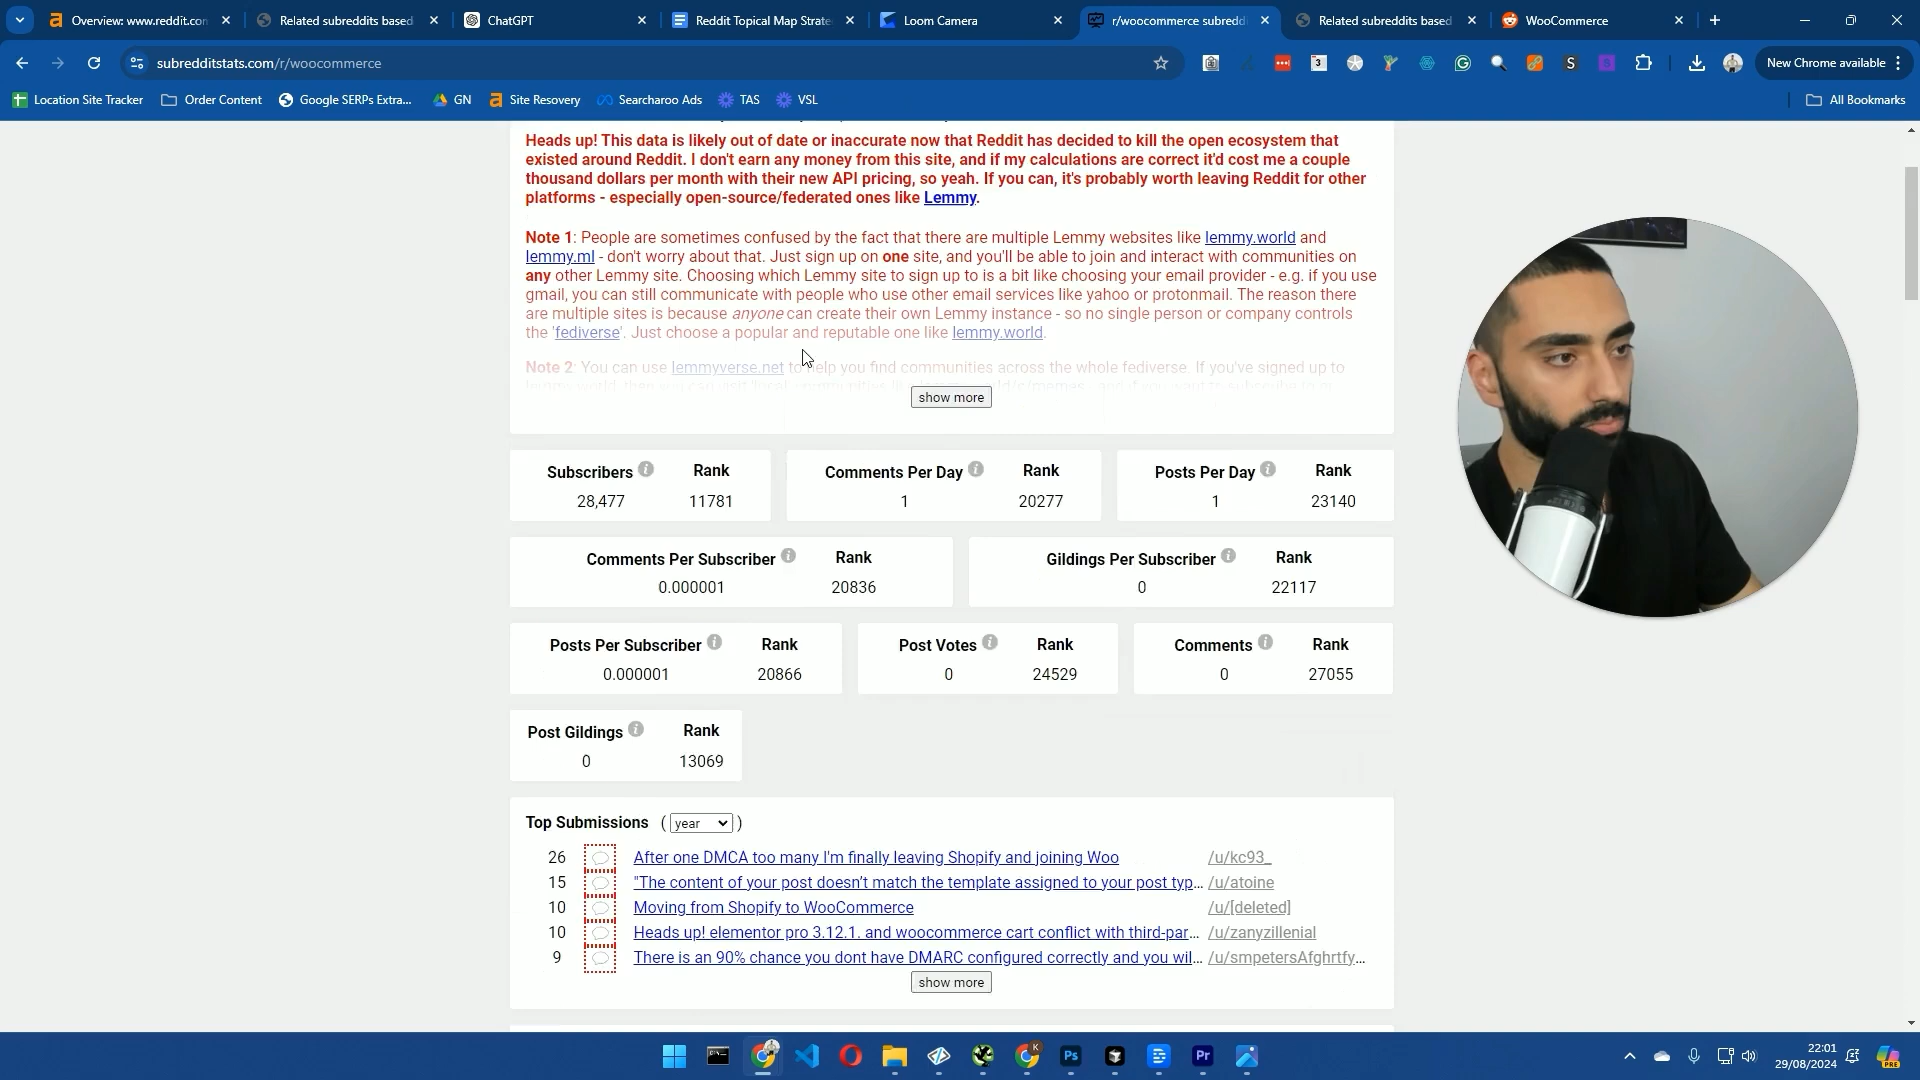 Overview: www.reddit.con
Related subreddits based
ChatGPT
Reddit Topical Map Strate
Loom Camera
r/woocommerce subreddi
Related subreddits based
WooCommerce
subredditstats.com/r/woocommerce
New Chrome available
Location Site Tracker
Order Content
Google SERPs Extra...
GN
Site Recovery
Searcharoo Ads
TAS
VSL
All Bookmarks
Heads up! This data is likely out of date or inaccurate now that Reddit has decided to kill the open ecosystem that
existed around Reddit. I don't earn any money from this site, and if my calculations are correct it'd cost me a couple
thousand dollars per month with their new API pricing, so yeah. If you can, it's probably worth leaving Reddit for other
platforms - especially open-source/federated ones like Lemmy.
Note 1: People are sometimes confused by the fact that there are multiple Lemmy websites like lemmy.world and
lemmy.ml - don't worry about that. Just sign up on one site, and you'll be able to join and interact with communities on
any other Lemmy site. Choosing which Lemmy site to sign up to is a bit like choosing your email provider - e.g. if you use
gmail, you can still communicate with people who use other email services like yahoo or protonmail. The reason there
are multiple sites is because anyone can create their own Lemmy instance - so no single person or company controls
the 'fediverse'. Just choose a popular and reputable one like lemmy.world.
Note 2: You can use lemmyverse.net to help you find communities across the whole fediverse. If you've signed up to
show more
Subscribers Rank
28,477 11781
Comments Per Day Rank
1 20277
Posts Per Day Rank
1 23140
Comments Per Subscriber Rank
0.000001 20836
Gildings Per Subscriber Rank
0 22117
Posts Per Subscriber Rank
0.000001 20866
Post Votes Rank
0 24529
Comments Rank
0 27055
Post Gildings Rank
0 13069
Top Submissions ( year )
26 After one DMCA too many I'm finally leaving Shopify and joining Woo /u/kc93_
15 "The content of your post doesn't match the template assigned to your post typ... /u/atoine
10 Moving from Shopify to WooCommerce /u/[deleted]
10 Heads up! elementor pro 3.12.1. and woocommerce cart conflict with third-par... /u/zanyzillenial
9 There is an 90% chance you dont have DMARC configured correctly and you wil... /u/smpetersAfghrtfy...
show more
22:01
29/08/2024